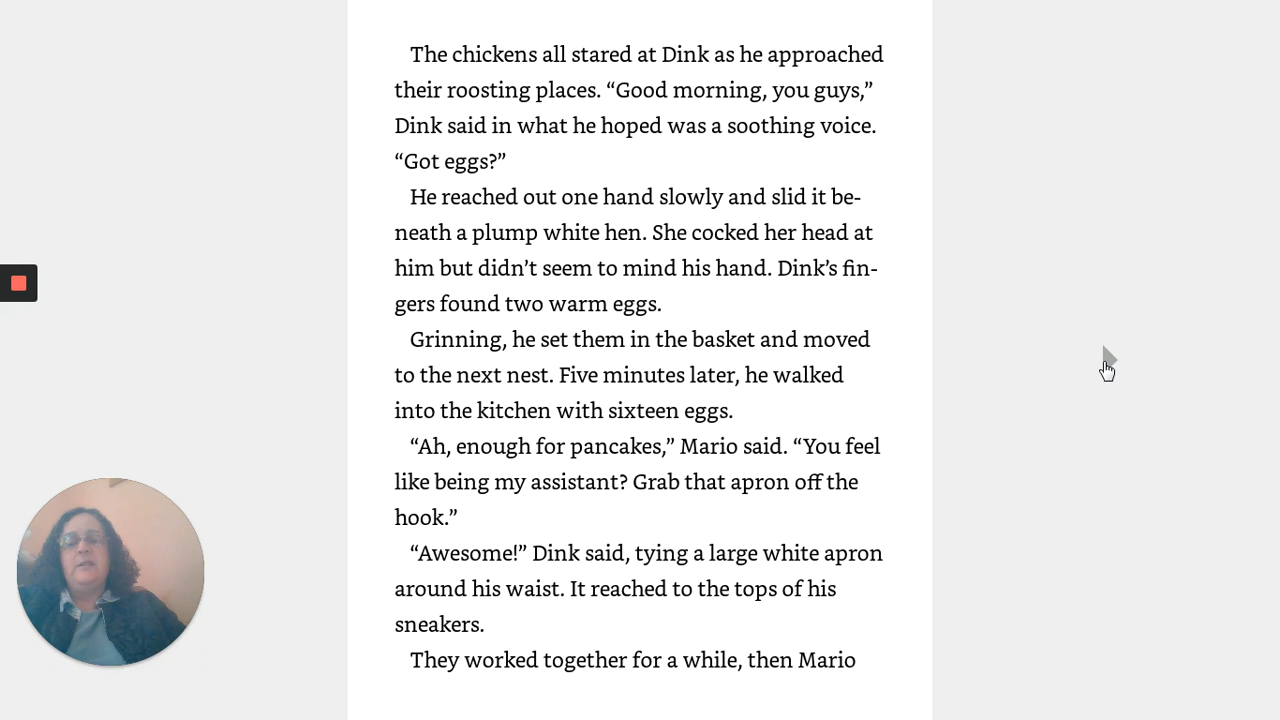 The chickens all stared at Dink as he approached
their roosting places. “Good morning, you guys,”
Dink said in what he hoped was a soothing voice.
“Got eggs?”
He reached out one hand slowly and slid it be-
neath a plump white hen. She cocked her head at
him but didn’t seem to mind his hand. Dink’s fin-
gers found two warm eggs.
Grinning, he set them in the basket and moved
to the next nest. Five minutes later, he walked
into the kitchen with sixteen eggs.
“Ah, enough for pancakes,” Mario said. “You feel
like being my assistant? Grab that apron off the
hook.”
“Awesome!” Dink said, tying a large white apron
around his waist. It reached to the tops of his
sneakers.
They worked together for a while, then Mario